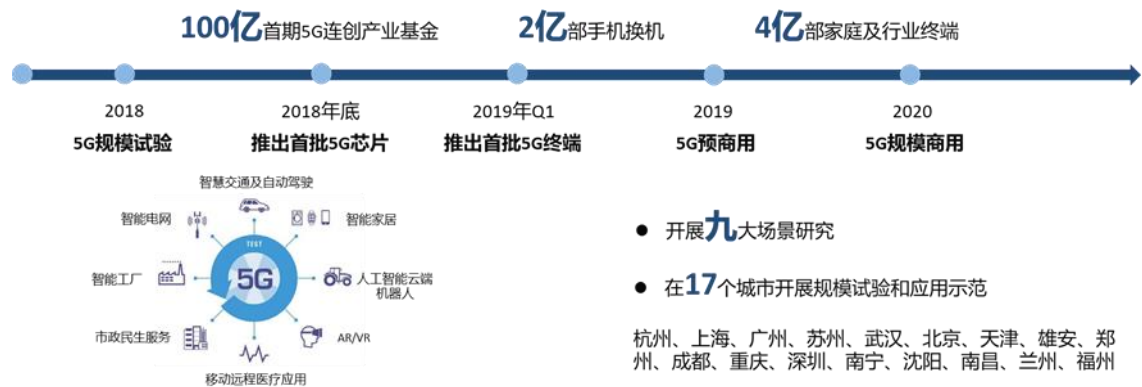 100亿首期5G连创产业基金
2亿部手机换机
4亿部家庭及行业终端
2018
5G规模试验
2018年底
推出首批5G芯片
2019年Q1
推出首批5G终端
2019
5G预商用
2020
5G规模商用
智慧交通及自动驾驶
智能电网
智能家居
TEST
5G
智能工厂
人工智能云端
机器人
市政民生服务
AR/VR
移动远程医疗应用
● 开展九大场景研究
● 在17个城市开展规模试验和应用示范
杭州、上海、广州、苏州、武汉、北京、天津、雄安、郑
州、成都、重庆、深圳、南宁、沈阳、南昌、兰州、福州